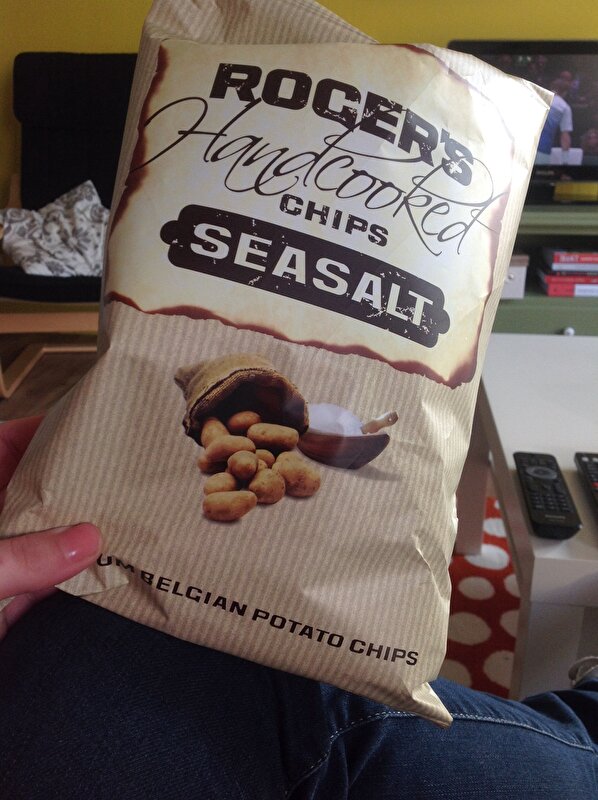 ROGER'S
Handcooked
CHIPS
SEASALT
BELGIAN POTATO CHIPS